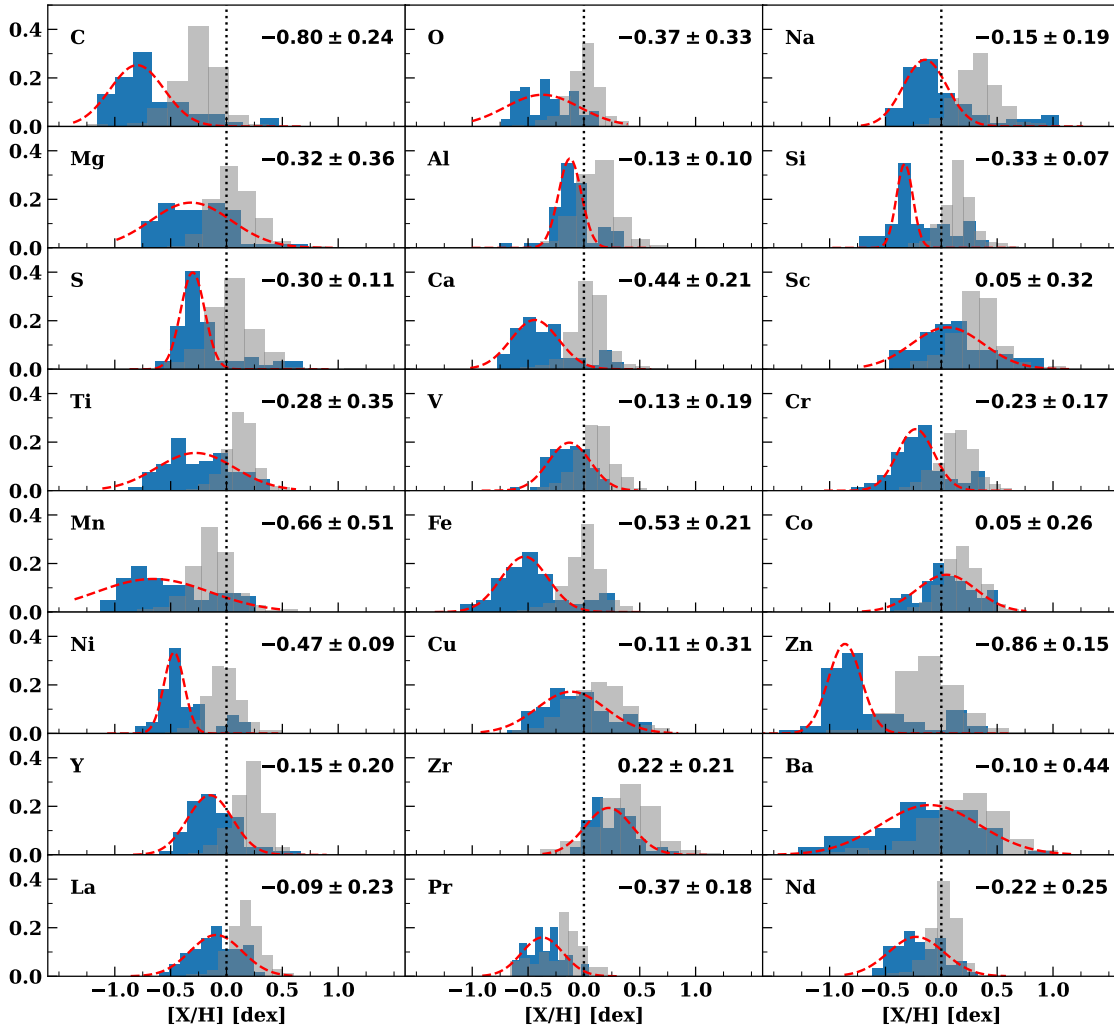 0.4 C −0.80 ± 0.24 O −0.37 ± 0.33 Na −0.15 ± 0.19
0.2
0.0
0.4 Mg −0.32 ± 0.36 Al −0.13 ± 0.10 Si −0.33 ± 0.07
0.2
0.0
0.4 S −0.30 ± 0.11 Ca −0.44 ± 0.21 Sc 0.05 ± 0.32
0.2
0.0
0.4 Ti −0.28 ± 0.35 V −0.13 ± 0.19 Cr −0.23 ± 0.17
0.2
0.0
0.4 Mn −0.66 ± 0.51 Fe −0.53 ± 0.21 Co 0.05 ± 0.26
0.2
0.0
0.4 Ni −0.47 ± 0.09 Cu −0.11 ± 0.31 Zn −0.86 ± 0.15
0.2
0.0
0.4 Y −0.15 ± 0.20 Zr 0.22 ± 0.21 Ba −0.10 ± 0.44
0.2
0.0
0.4 La −0.09 ± 0.23 Pr −0.37 ± 0.18 Nd −0.22 ± 0.25
0.2
0.0
−1.0 −0.5 0.0 0.5 1.0 −1.0 −0.5 0.0 0.5 1.0 −1.0 −0.5 0.0 0.5 1.0
[X/H] [dex] [X/H] [dex] [X/H] [dex]